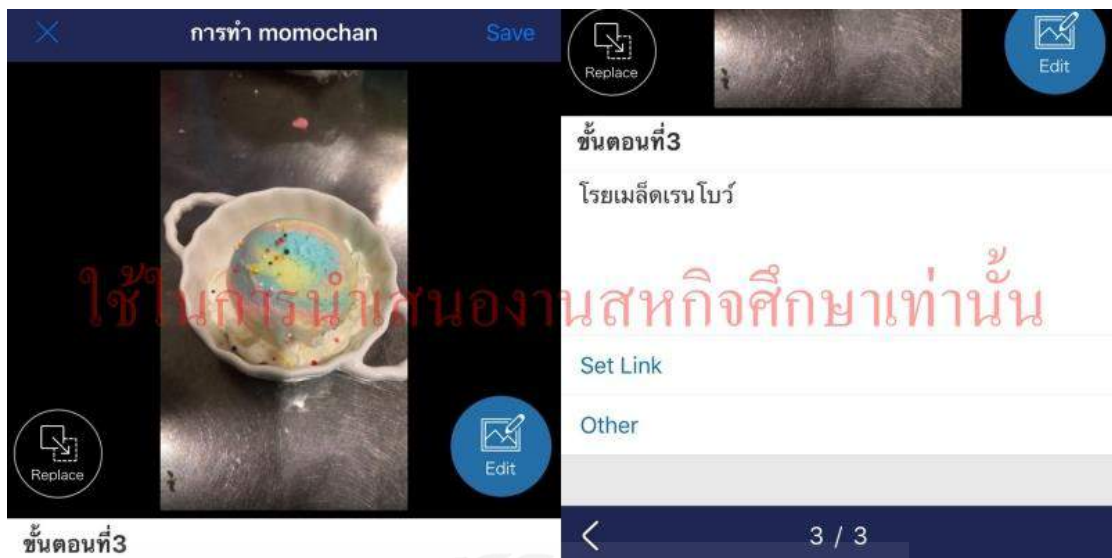 การทำ momochan
Save
Replace
Edit
ขั้นตอนที่3
Replace
Edit
ขั้นตอนที่3
โรยเมล็ดเรนโบว์
Set Link
Other
3 / 3
ใช้ในการนำเสนองานสหกิจศึกษาเท่านั้น